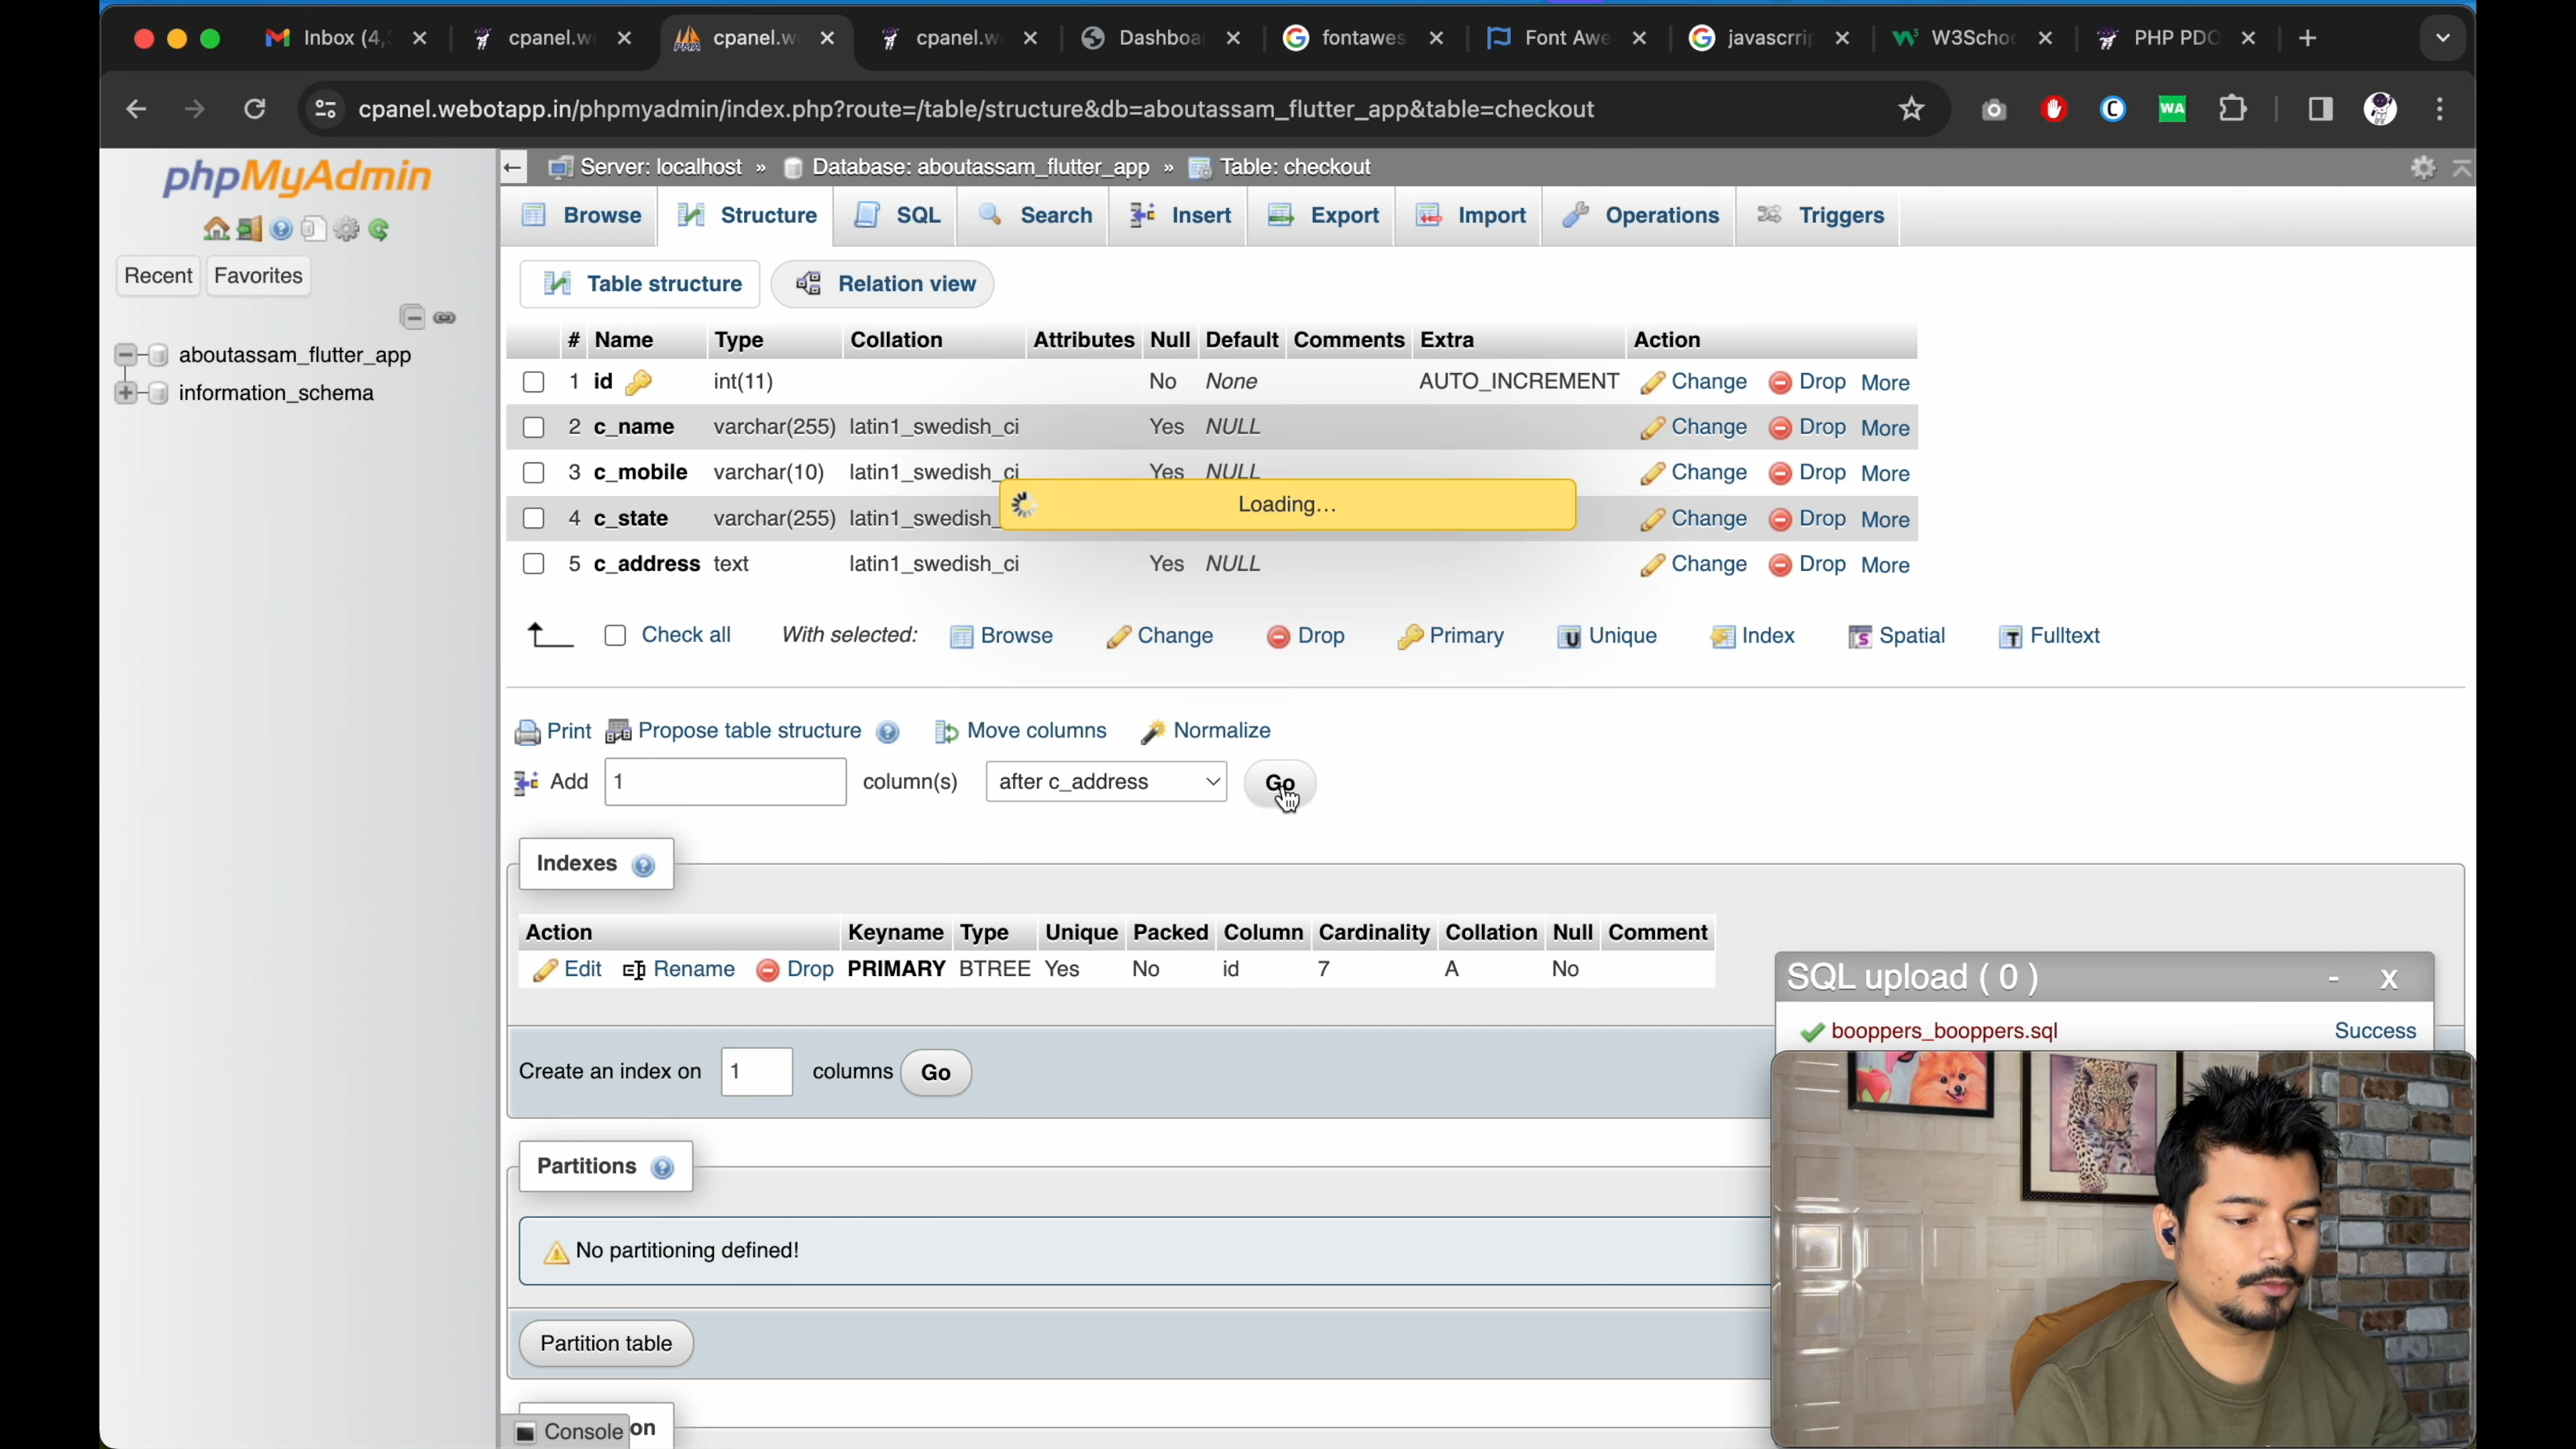 Inbox (4, cpanel.w cpanel.w cpanel.w Dashboa fontawes Font Awe javascrrip W3Scho PHP PDO
cpanel.webotapp.in/phpmyadmin/index.php?route=/table/structure&db=aboutassam_flutter_app&table=checkout
phpMyAdmin
Recent Favorites
aboutassam_flutter_app
information_schema
Server: localhost » Database: aboutassam_flutter_app » Table: checkout
Browse Structure SQL Search Insert Export Import Operations Triggers
Table structure Relation view
# Name Type Collation Attributes Null Default Comments Extra Action
1 id int(11) No None AUTO_INCREMENT Change Drop More
2 c_name varchar(255) latin1_swedish_ci Yes NULL Change Drop More
3 c_mobile varchar(10) latin1_swedish_ci Yes NULL Change Drop More
Loading…
4 c_state varchar(255) latin1_swedish_ Change Drop More
5 c_address text latin1_swedish_ci Yes NULL Change Drop More
Check all With selected: Browse Change Drop Primary Unique Index Spatial Fulltext
Print Propose table structure Move columns Normalize
Add 1 column(s) after c_address Go
Indexes
Action Keyname Type Unique Packed Column Cardinality Collation Null Comment
Edit Rename Drop PRIMARY BTREE Yes No id 7 A No
Create an index on 1 columns Go
Partitions
No partitioning defined!
Partition table
Console on
SQL upload ( 0 ) - x
booppers_booppers.sql Success